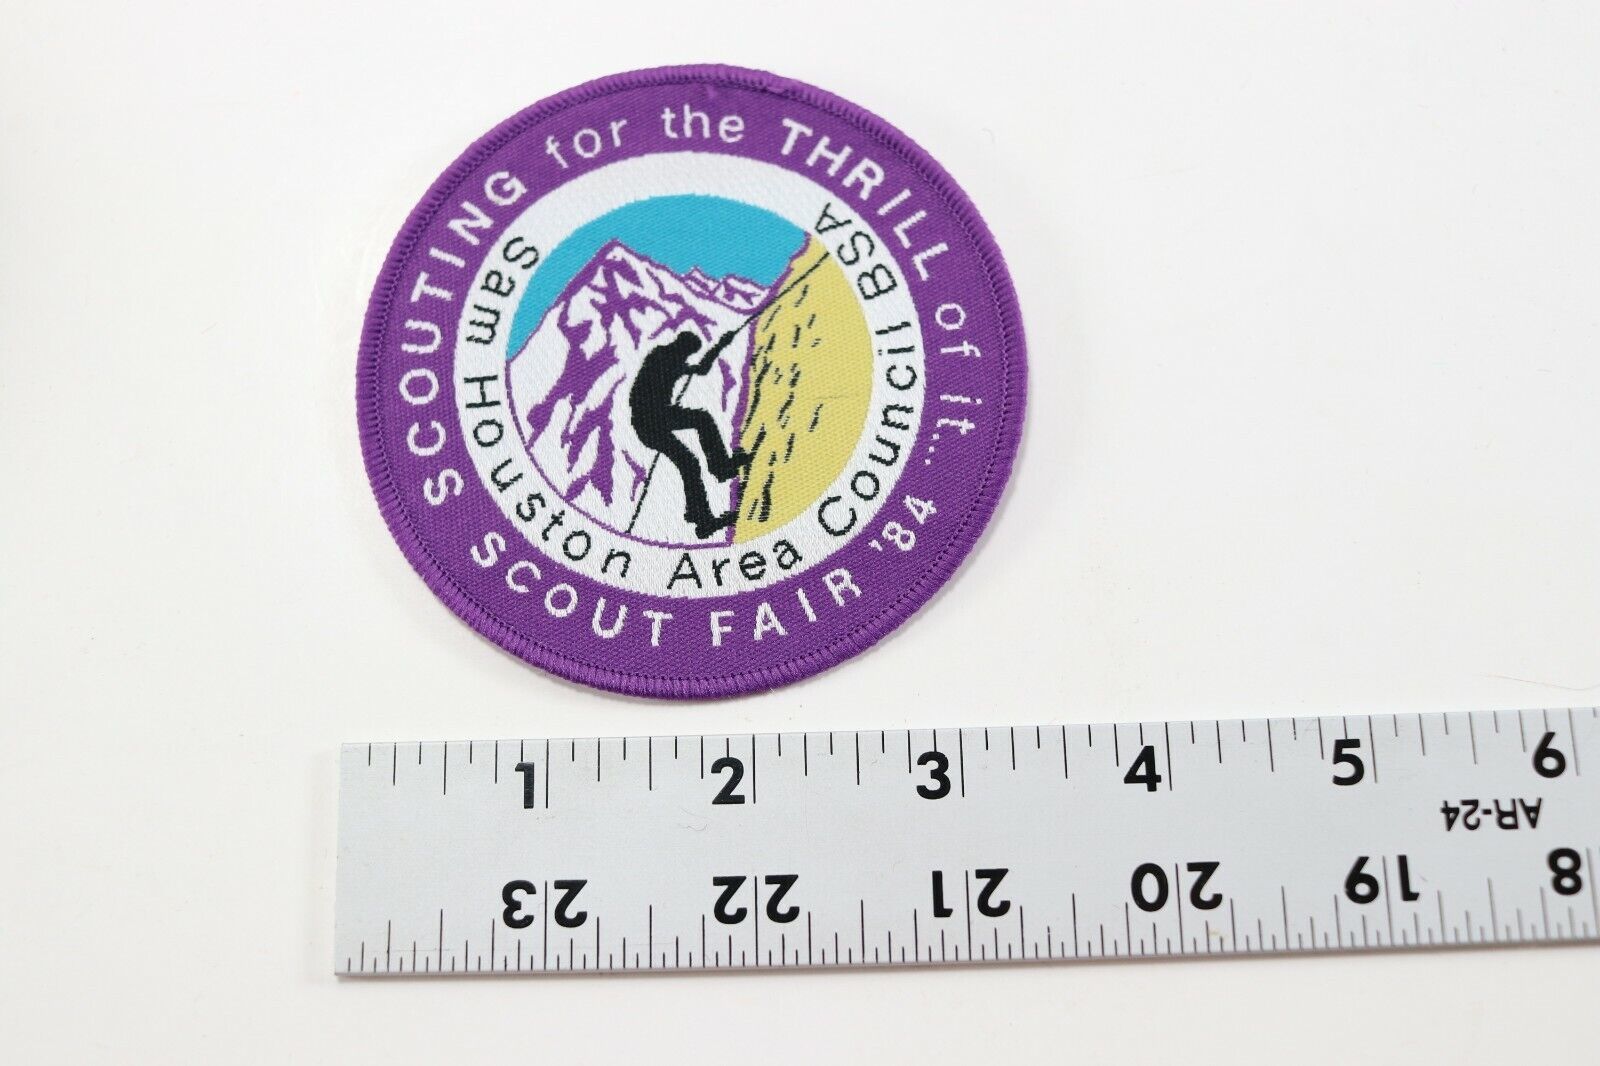 SCOUTING for the THRILL of it...
Sam Houston Area Council BSA
SCOUT FAIR '84
1 2 3 4 5 6
AR-24
23 22 21 20 19 8